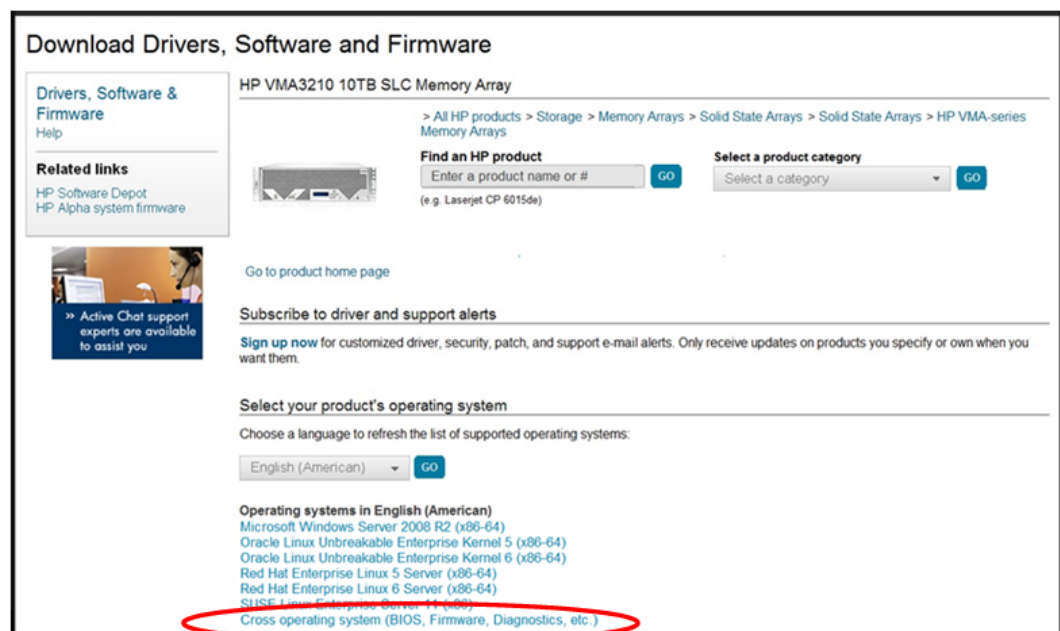 Download Drivers, Software and Firmware
Drivers, Software &
Firmware
Help
Related links
HP Software Depot
HP Alpha system firmware
» Active Chat support
experts are available
to assist you
HP VMA3210 10TB SLC Memory Array
> All HP products > Storage > Memory Arrays > Solid State Arrays > Solid State Arrays > HP VMA-series
Memory Arrays
Find an HP product
Enter a product name or # GO
(e.g. Laserjet CP 6015de)
Select a product category
Select a category GO
Go to product home page
Subscribe to driver and support alerts
Sign up now for customized driver, security, patch, and support e-mail alerts. Only receive updates on products you specify or own when you
want them.
Select your product's operating system
Choose a language to refresh the list of supported operating systems:
English (American) GO
Operating systems in English (American)
Microsoft Windows Server 2008 R2 (x86-64)
Oracle Linux Unbreakable Enterprise Kernel 5 (x86-64)
Oracle Linux Unbreakable Enterprise Kernel 6 (x86-64)
Red Hat Enterprise Linux 5 Server (x86-64)
Red Hat Enterprise Linux 6 Server (x86-64)
SUSE Linux Enterprise Server 11 (x86)
Cross operating system (BIOS, Firmware, Diagnostics, etc.)